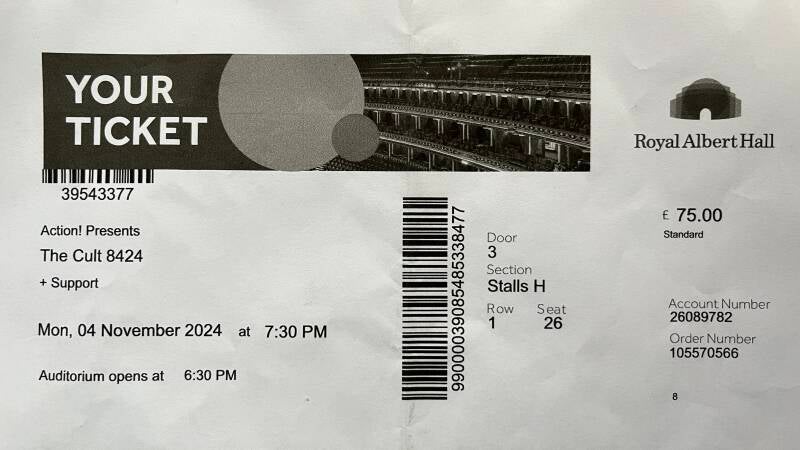 YOUR
TICKET
Royal Albert Hall
39543377
Action! Presents
The Cult 8424
+ Support
Mon, 04 November 2024 at 7:30 PM
Auditorium opens at 6:30 PM
99000039085485338477
Door
3
Section
Stalls H
Row Seat
1 26
£ 75.00
Standard
Account Number
26089782
Order Number
105570566
8